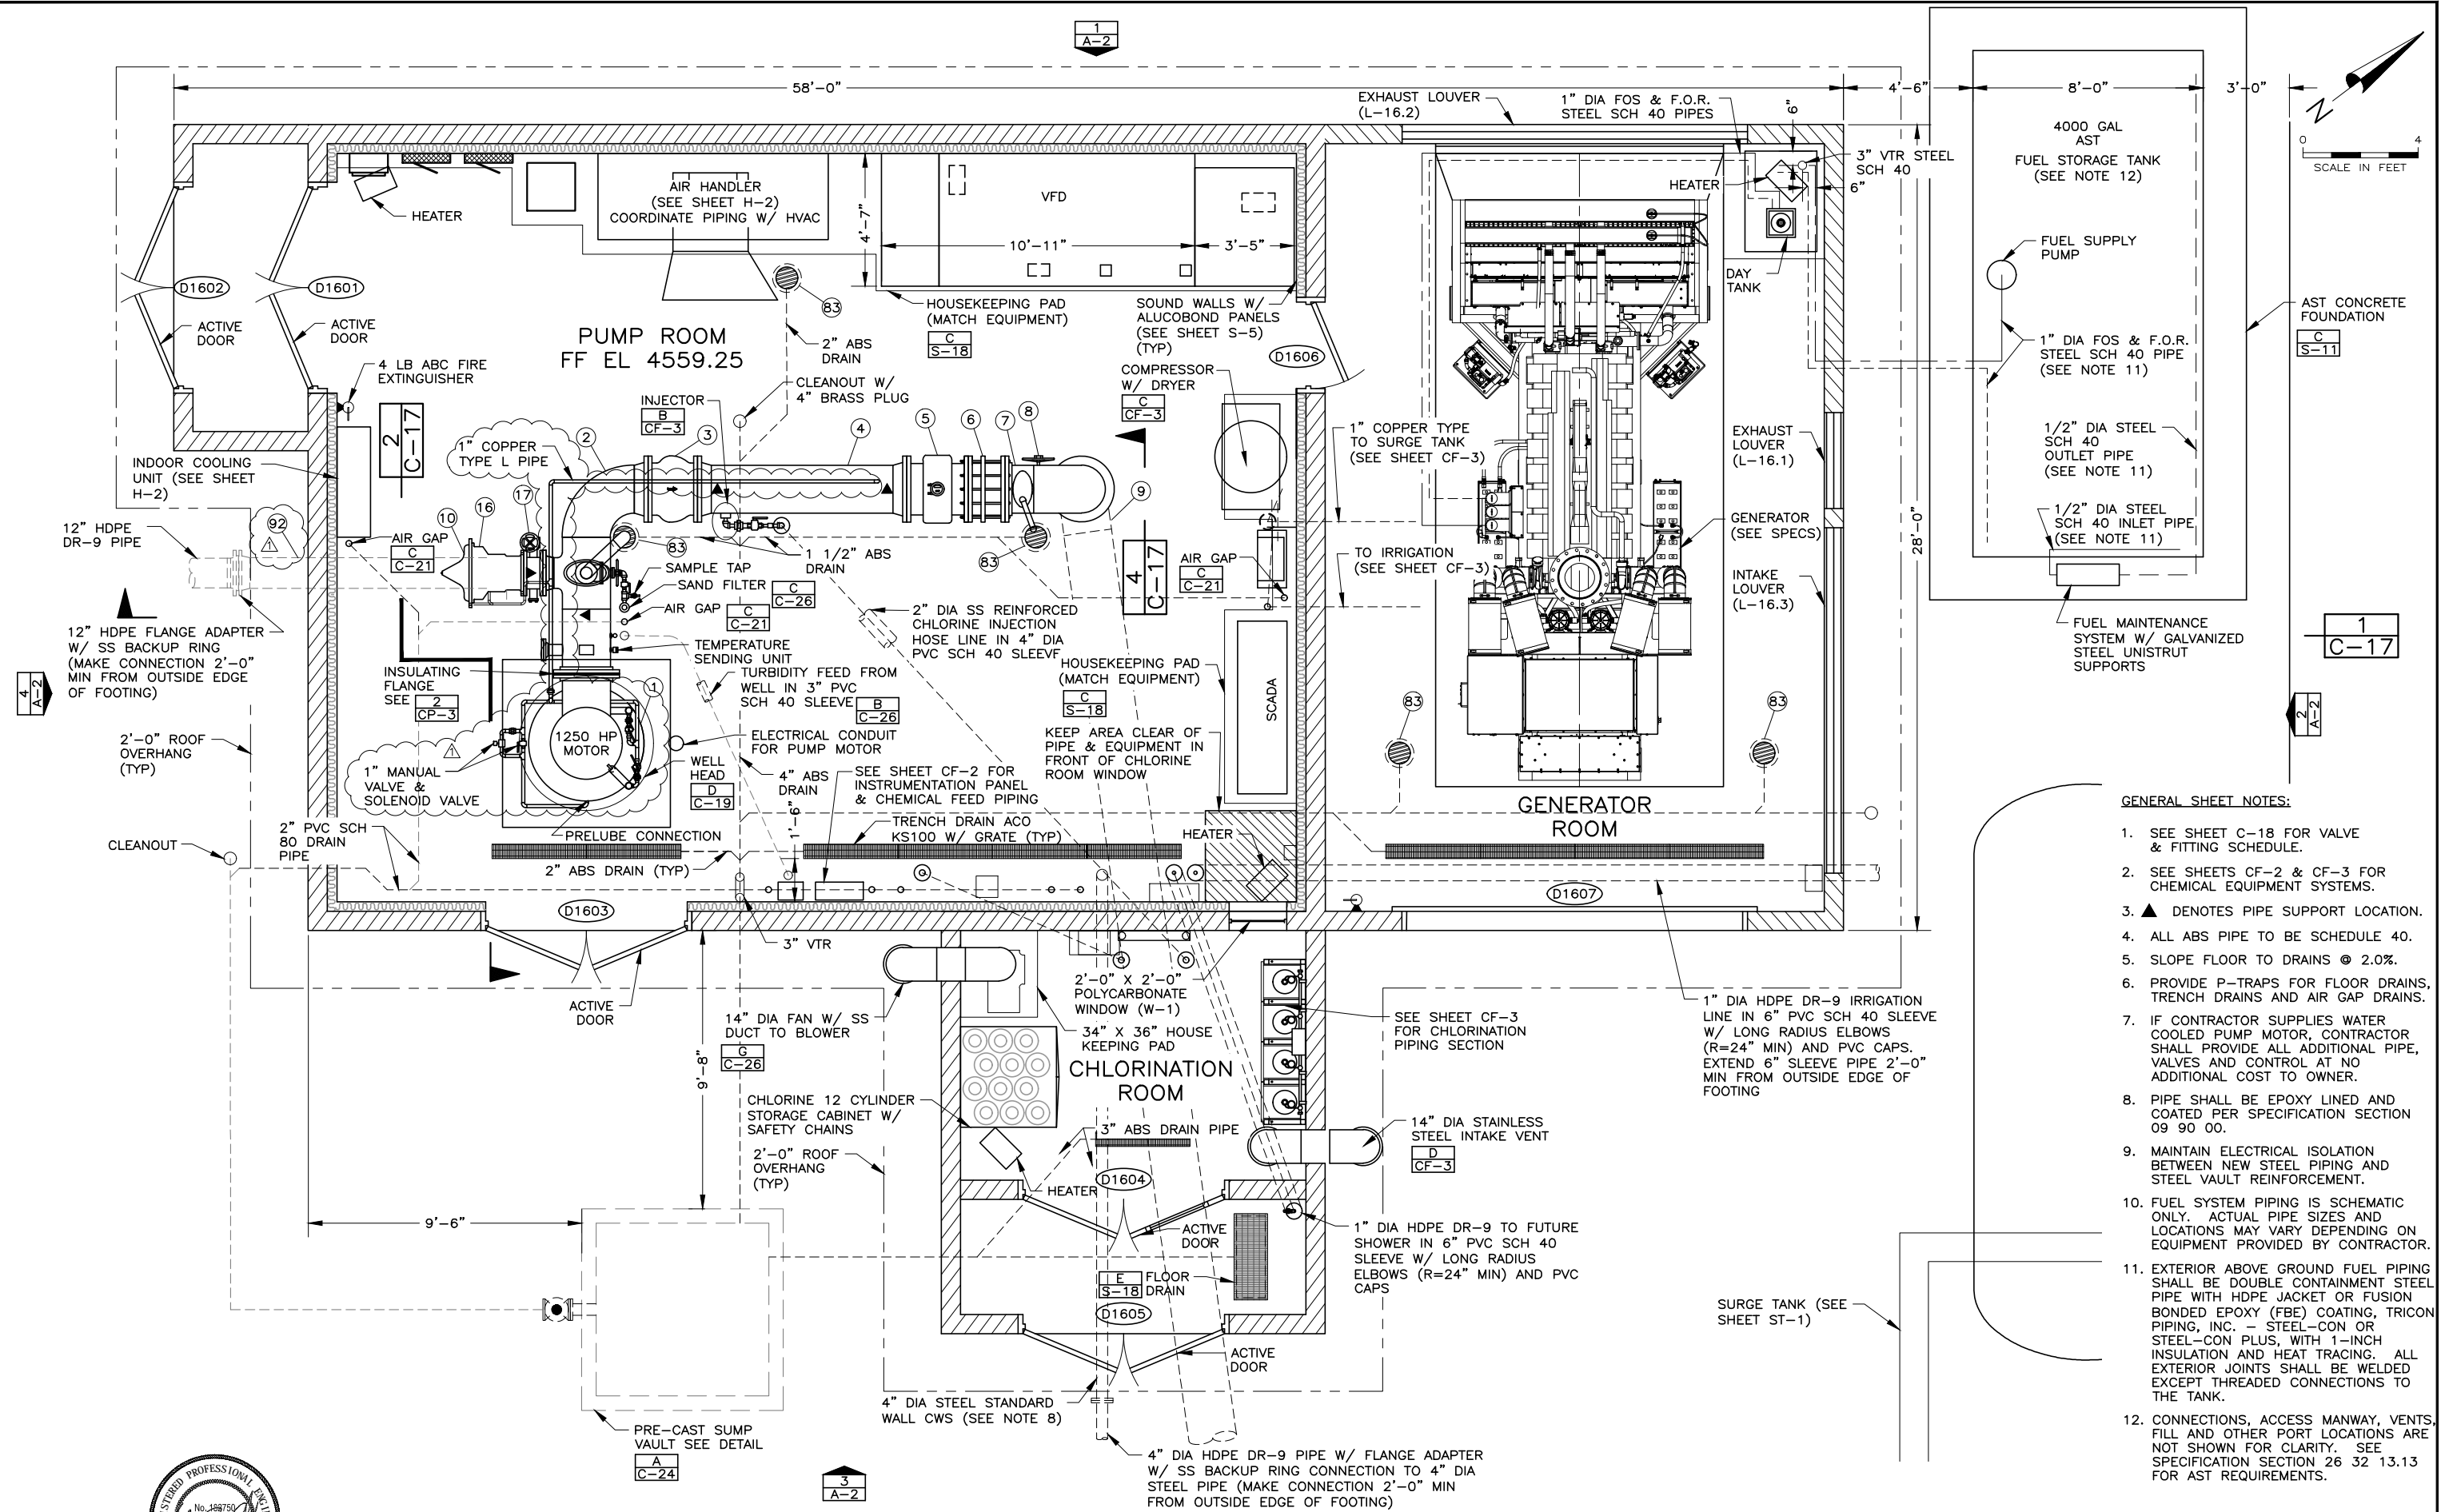 1
A-2
58'-0"
4'-6"
8'-0"
3'-0"
N
0
4
SCALE IN FEET
EXHAUST LOUVER
(L-16.2)
1" DIA FOS & F.O.R.
STEEL SCH 40 PIPES
6"
3" VTR STEEL
SCH 40
6"
HEATER
DAY
TANK
4000 GAL
AST
FUEL STORAGE TANK
(SEE NOTE 12)
FUEL SUPPLY
PUMP
AST CONCRETE
FOUNDATION
C
S-11
1" DIA FOS & F.O.R.
STEEL SCH 40 PIPE
(SEE NOTE 11)
1/2" DIA STEEL
SCH 40
OUTLET PIPE
(SEE NOTE 11)
1/2" DIA STEEL
SCH 40 INLET PIPE
(SEE NOTE 11)
FUEL MAINTENANCE
SYSTEM W/ GALVANIZED
STEEL UNISTRUT
SUPPORTS
1
C-17
2
A-2
HEATER
AIR HANDLER
(SEE SHEET H-2)
COORDINATE PIPING W/ HVAC
VFD
4'-7"
10'-11"
3'-5"
D1602
D1601
ACTIVE
DOOR
ACTIVE
DOOR
83
HOUSEKEEPING PAD
(MATCH EQUIPMENT)
C
S-18
SOUND WALLS W/
ALUCOBOND PANELS
(SEE SHEET S-5)
(TYP)
D1606
PUMP ROOM
FF EL 4559.25
2" ABS
DRAIN
4 LB ABC FIRE
EXTINGUISHER
CLEANOUT W/
4" BRASS PLUG
COMPRESSOR
W/ DRYER
C
CF-3
2
C-17
INJECTOR
B
CF-3
1" COPPER
TYPE L PIPE
2
3
4
5
6
7
8
9
1" COPPER TYPE
TO SURGE TANK
(SEE SHEET CF-3)
EXHAUST
LOUVER
(L-16.1)
INDOOR COOLING
UNIT (SEE SHEET
H-2)
12" HDPE
DR-9 PIPE
92
1
10
16
17
AIR GAP
C
C-21
83
1 1/2" ABS
DRAIN
83
4
C-17
AIR GAP
C
C-21
TO IRRIGATION
(SEE SHEET CF-3)
GENERATOR
(SEE SPECS)
INTAKE
LOUVER
(L-16.3)
28'-0"
SAMPLE TAP
SAND FILTER
C
C-26
AIR GAP
C
C-21
2" DIA SS REINFORCED
CHLORINE INJECTION
HOSE LINE IN 4" DIA
PVC SCH 40 SLEEVE
12" HDPE FLANGE ADAPTER
W/ SS BACKUP RING
(MAKE CONNECTION 2'-0"
MIN FROM OUTSIDE EDGE
OF FOOTING)
4
A-2
TEMPERATURE
SENDING UNIT
TURBIDITY FEED FROM
WELL IN 3" PVC
SCH 40 SLEEVE
B
C-26
INSULATING
FLANGE
SEE
2
CP-3
1
HOUSEKEEPING PAD
(MATCH EQUIPMENT)
C
S-18
SCADA
83
83
2'-0" ROOF
OVERHANG
(TYP)
1250 HP
MOTOR
1
ELECTRICAL CONDUIT
FOR PUMP MOTOR
KEEP AREA CLEAR OF
PIPE & EQUIPMENT IN
FRONT OF CHLORINE
ROOM WINDOW
1" MANUAL
VALVE &
SOLENOID VALVE
WELL
HEAD
D
C-19
4" ABS
DRAIN
SEE SHEET CF-2 FOR
INSTRUMENTATION PANEL
& CHEMICAL FEED PIPING
1'-6"
GENERATOR
ROOM
CLEANOUT
2" PVC SCH
80 DRAIN
PIPE
PRELUBE CONNECTION
TRENCH DRAIN ACO
KS100 W/ GRATE (TYP)
HEATER
2" ABS DRAIN (TYP)
D1603
D1607
3" VTR
ACTIVE
DOOR
14" DIA FAN W/ SS
DUCT TO BLOWER
G
C-26
9'-8"
2'-0" X 2'-0"
POLYCARBONATE
WINDOW (W-1)
34" X 36" HOUSE
KEEPING PAD
CHLORINATION
ROOM
SEE SHEET CF-3
FOR CHLORINATION
PIPING SECTION
1" DIA HDPE DR-9 IRRIGATION
LINE IN 6" PVC SCH 40 SLEEVE
W/ LONG RADIUS ELBOWS
(R=24" MIN) AND PVC CAPS.
EXTEND 6" SLEEVE PIPE 2'-0"
MIN FROM OUTSIDE EDGE OF
FOOTING
CHLORINE 12 CYLINDER
STORAGE CABINET W/
SAFETY CHAINS
3" ABS DRAIN PIPE
14" DIA STAINLESS
STEEL INTAKE VENT
D
CF-3
2'-0" ROOF
OVERHANG
(TYP)
HEATER
D1604
9'-6"
ACTIVE
DOOR
1" DIA HDPE DR-9 TO FUTURE
SHOWER IN 6" PVC SCH 40
SLEEVE W/ LONG RADIUS
ELBOWS (R=24" MIN) AND PVC
CAPS
E
S-18
FLOOR
DRAIN
D1605
ACTIVE
DOOR
SURGE TANK (SEE
SHEET ST-1)
4" DIA STEEL STANDARD
WALL CWS (SEE NOTE 8)
PRE-CAST SUMP
VAULT SEE DETAIL
A
C-24
4" DIA HDPE DR-9 PIPE W/ FLANGE ADAPTER
W/ SS BACKUP RING CONNECTION TO 4" DIA
STEEL PIPE (MAKE CONNECTION 2'-0" MIN
FROM OUTSIDE EDGE OF FOOTING)
3
A-2
PROFESSIONAL
GENERAL SHEET NOTES:
1. SEE SHEET C-18 FOR VALVE
& FITTING SCHEDULE.
2. SEE SHEETS CF-2 & CF-3 FOR
CHEMICAL EQUIPMENT SYSTEMS.
3. ▲ DENOTES PIPE SUPPORT LOCATION.
4. ALL ABS PIPE TO BE SCHEDULE 40.
5. SLOPE FLOOR TO DRAINS @ 2.0%.
6. PROVIDE P-TRAPS FOR FLOOR DRAINS,
TRENCH DRAINS AND AIR GAP DRAINS.
7. IF CONTRACTOR SUPPLIES WATER
COOLED PUMP MOTOR, CONTRACTOR
SHALL PROVIDE ALL ADDITIONAL PIPE,
VALVES AND CONTROL AT NO
ADDITIONAL COST TO OWNER.
8. PIPE SHALL BE EPOXY LINED AND
COATED PER SPECIFICATION SECTION
09 90 00.
9. MAINTAIN ELECTRICAL ISOLATION
BETWEEN NEW STEEL PIPING AND
STEEL VAULT REINFORCEMENT.
10. FUEL SYSTEM PIPING IS SCHEMATIC
ONLY. ACTUAL PIPE SIZES AND
LOCATIONS MAY VARY DEPENDING ON
EQUIPMENT PROVIDED BY CONTRACTOR.
11. EXTERIOR ABOVE GROUND FUEL PIPING
SHALL BE DOUBLE CONTAINMENT STEEL
PIPE WITH HDPE JACKET OR FUSION
BONDED EPOXY (FBE) COATING, TRICON
PIPING, INC. - STEEL-CON OR
STEEL-CON PLUS, WITH 1-INCH
INSULATION AND HEAT TRACING. ALL
EXTERIOR JOINTS SHALL BE WELDED
EXCEPT THREADED CONNECTIONS TO
THE TANK.
12. CONNECTIONS, ACCESS MANWAY, VENTS,
FILL AND OTHER PORT LOCATIONS ARE
NOT SHOWN FOR CLARITY. SEE
SPECIFICATION SECTION 26 32 13.13
FOR AST REQUIREMENTS.